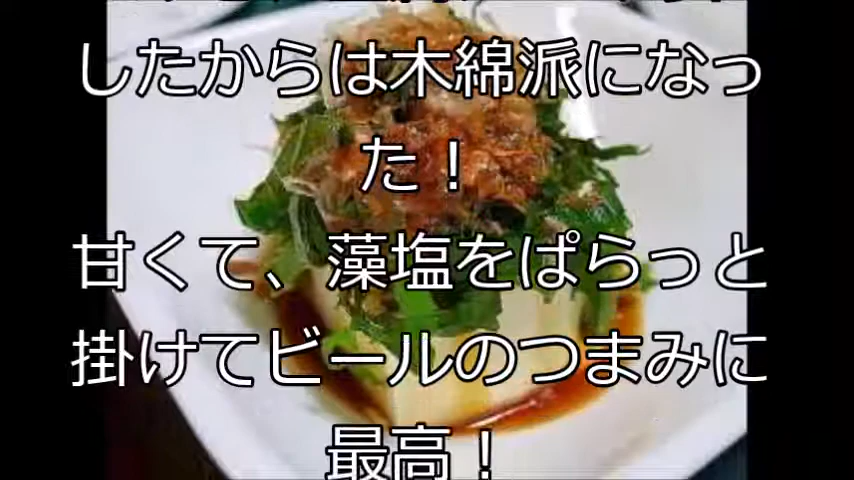 したからは木綿派になっ
た！
甘くて、藻塩をぱらっと
掛けてビールのつまみに
最高！